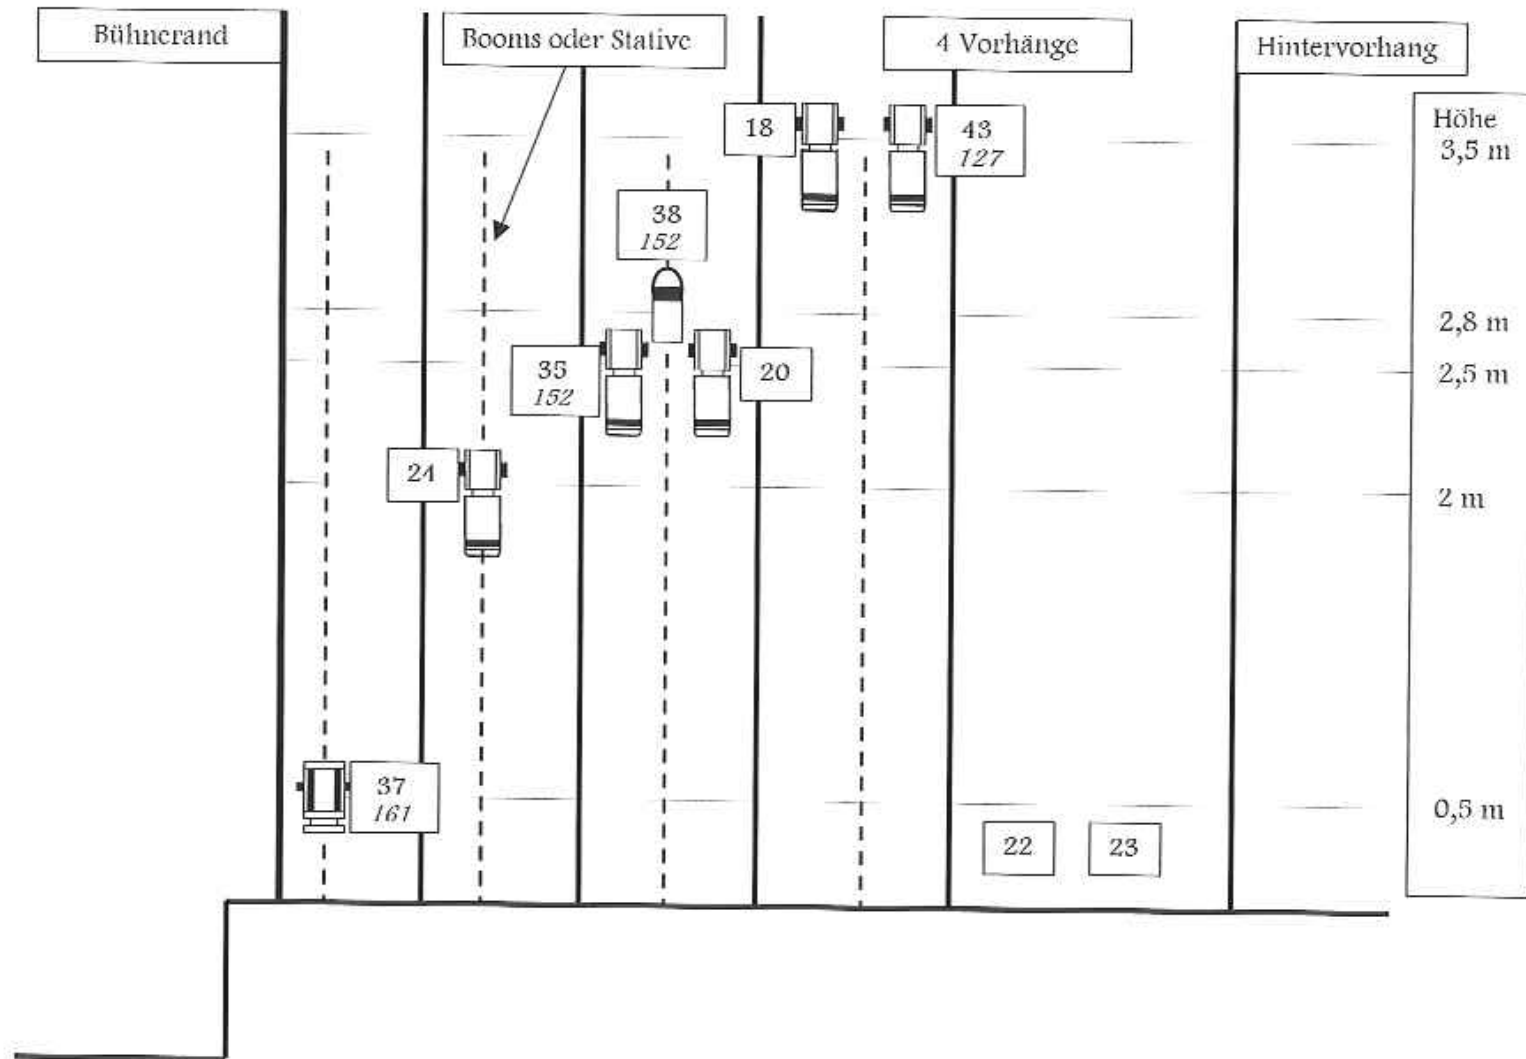 Bühnerand
Booms oder Stative
4 Vorhänge
Hintervorhang
Höhe
3,5 m
18
43
127
38
152
2,8 m
35
152
20
2,5 m
24
2 m
37
161
0,5 m
22
23